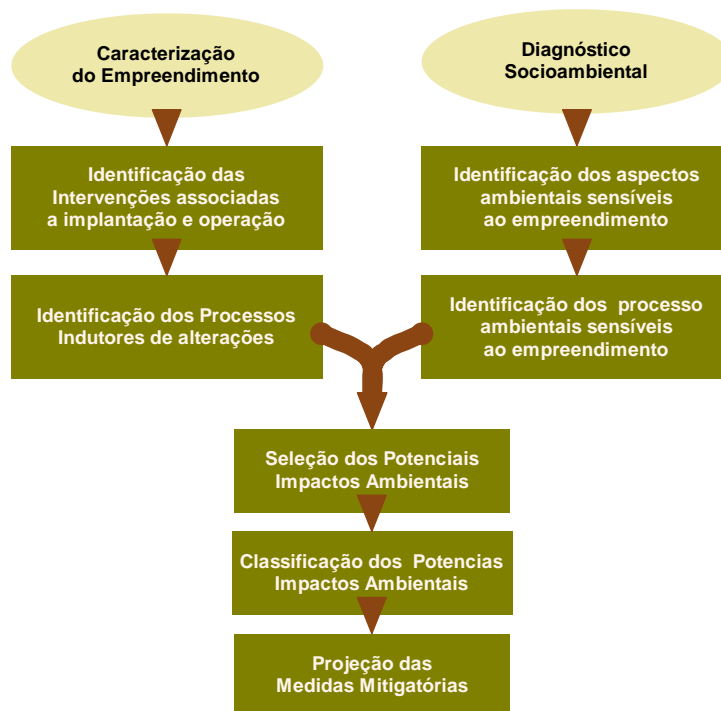 Caracterização
do Empreendimento
Diagnóstico
Socioambiental
Identificação das
Intervenções associadas
a implantação e operação
Identificação dos aspectos
ambientais sensíveis
ao empreendimento
Identificação dos Processos
Indutores de alterações
Identificação dos processo
ambientais sensíveis
ao empreendimento
Seleção dos Potenciais
Impactos Ambientais
Classificação dos Potencias
Impactos Ambientais
Projeção das
Medidas Mitigatórias